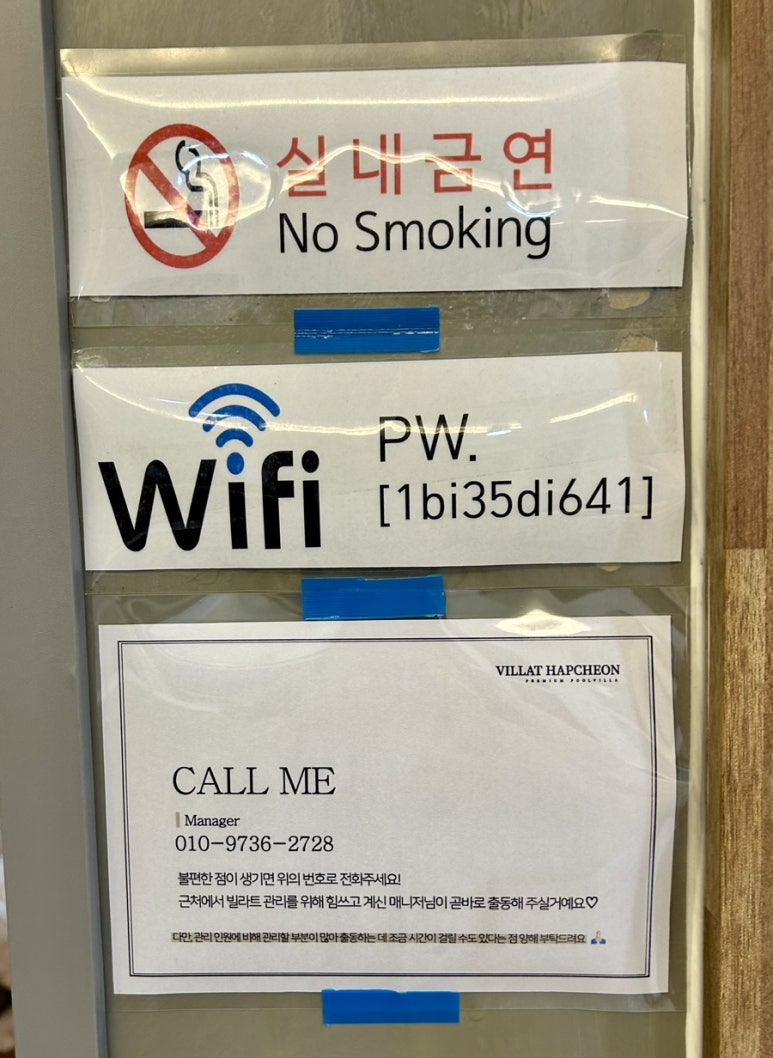 실내금연
No Smoking
Wifi
PW.
[1bi35di641]
VILLAT HAPCHEON
PREMIUM POOLVILLA
CALL ME
Manager
010-9736-2728
불편한 점이 생기면 위의 번호로 전화주세요!
근처에서 빌라트 관리를 위해 힘쓰고 계신 매니저님이 곧바로 출동해 주실거예요♡
다만, 관리 인원에 비해 관리할 부분이 많아 출동하는 데 조금 시간이 걸릴 수도 있다는 점 양해 부탁드려요 🙏